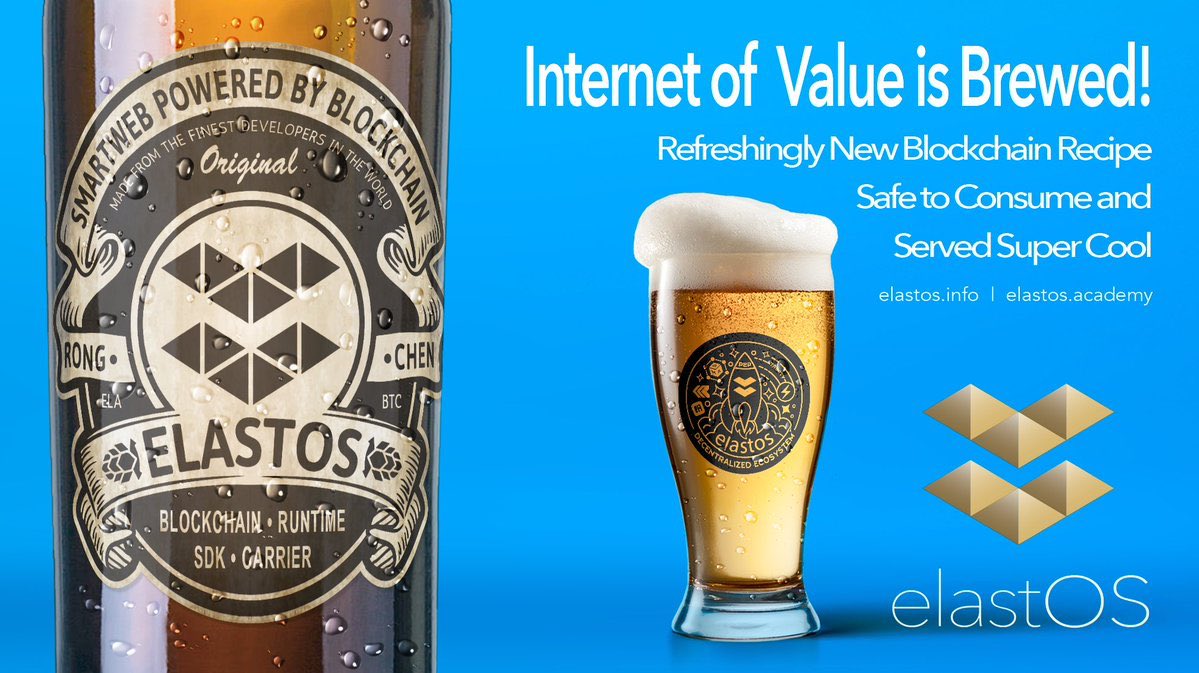 SMARTWEB POWERED BY BLOCKCHAIN
MADE FROM THE FINEST DEVELOPERS IN THE WORLD
Original
RONG • • CHEN
ELA BTC
ELASTOS
BLOCKCHAIN • RUNTIME
SDK • CARRIER
Internet of Value is Brewed!
Refreshingly New Blockchain Recipe
Safe to Consume and
Served Super Cool
elastos.info | elastos.academy
P2P
elastos
DECENTRALIZED ECOSYSTEM
elastOS